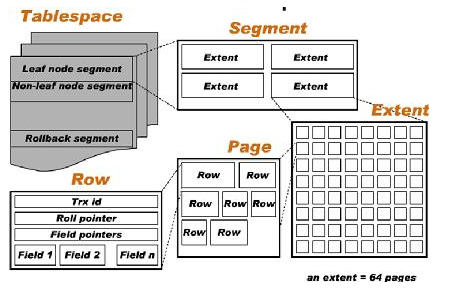 Tablespace
Segment
Leaf node segment
Non-leaf node segment
Rollback segment
Extent Extent
Extent Extent
Extent
Row
Trx id
Roll pointer
Field pointers
Field 1 Field 2 Field n
Page
Row Row
Row Row Row
Row Row
an extent = 64 pages